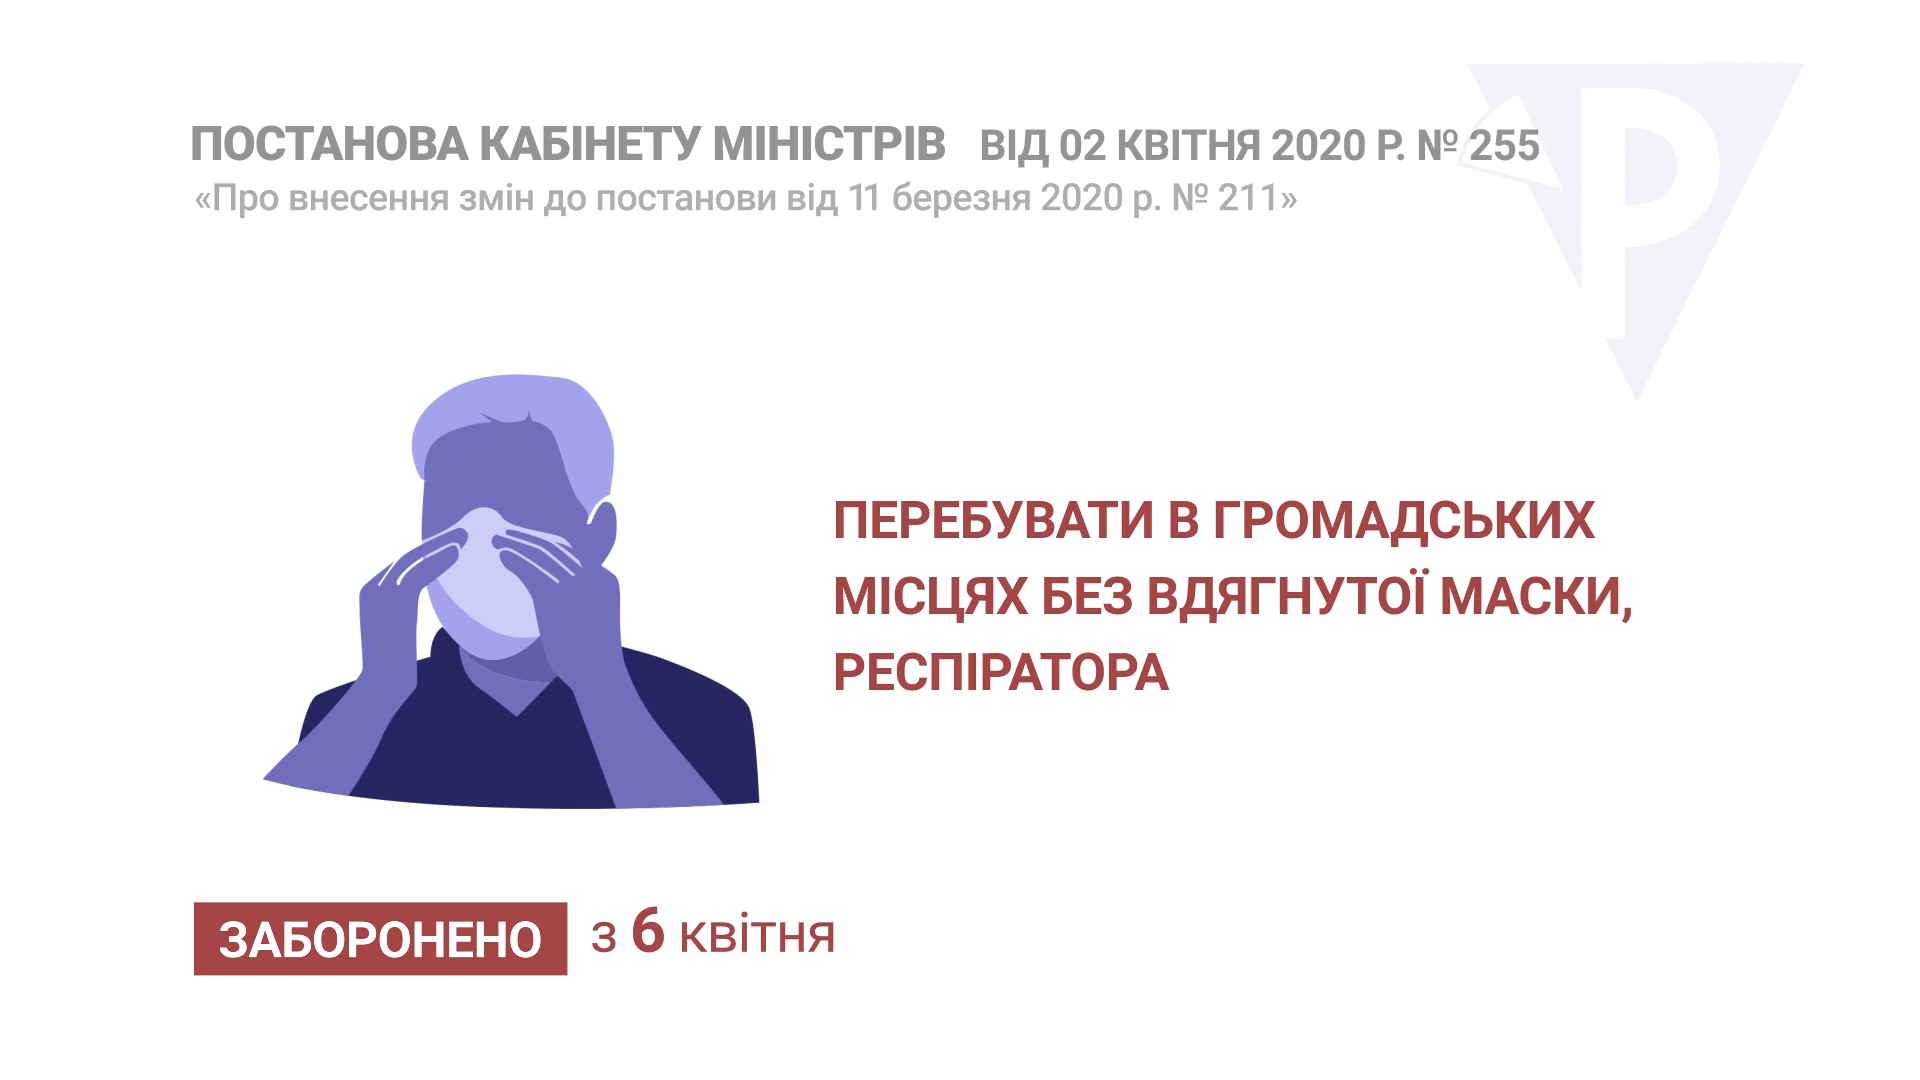 ПОСТАНОВА КАБІНЕТУ МІНІСТРІВ ВІД 02 КВІТНЯ 2020 Р. № 255
«Про внесення змін до постанови від 11 березня 2020 р. № 211»
Р
ПЕРЕБУВАТИ В ГРОМАДСЬКИХ
МІСЦЯХ БЕЗ ВДЯГНУТОЇ МАСКИ,
РЕСПІРАТОРА
ЗАБОРОНЕНО з 6 квітня